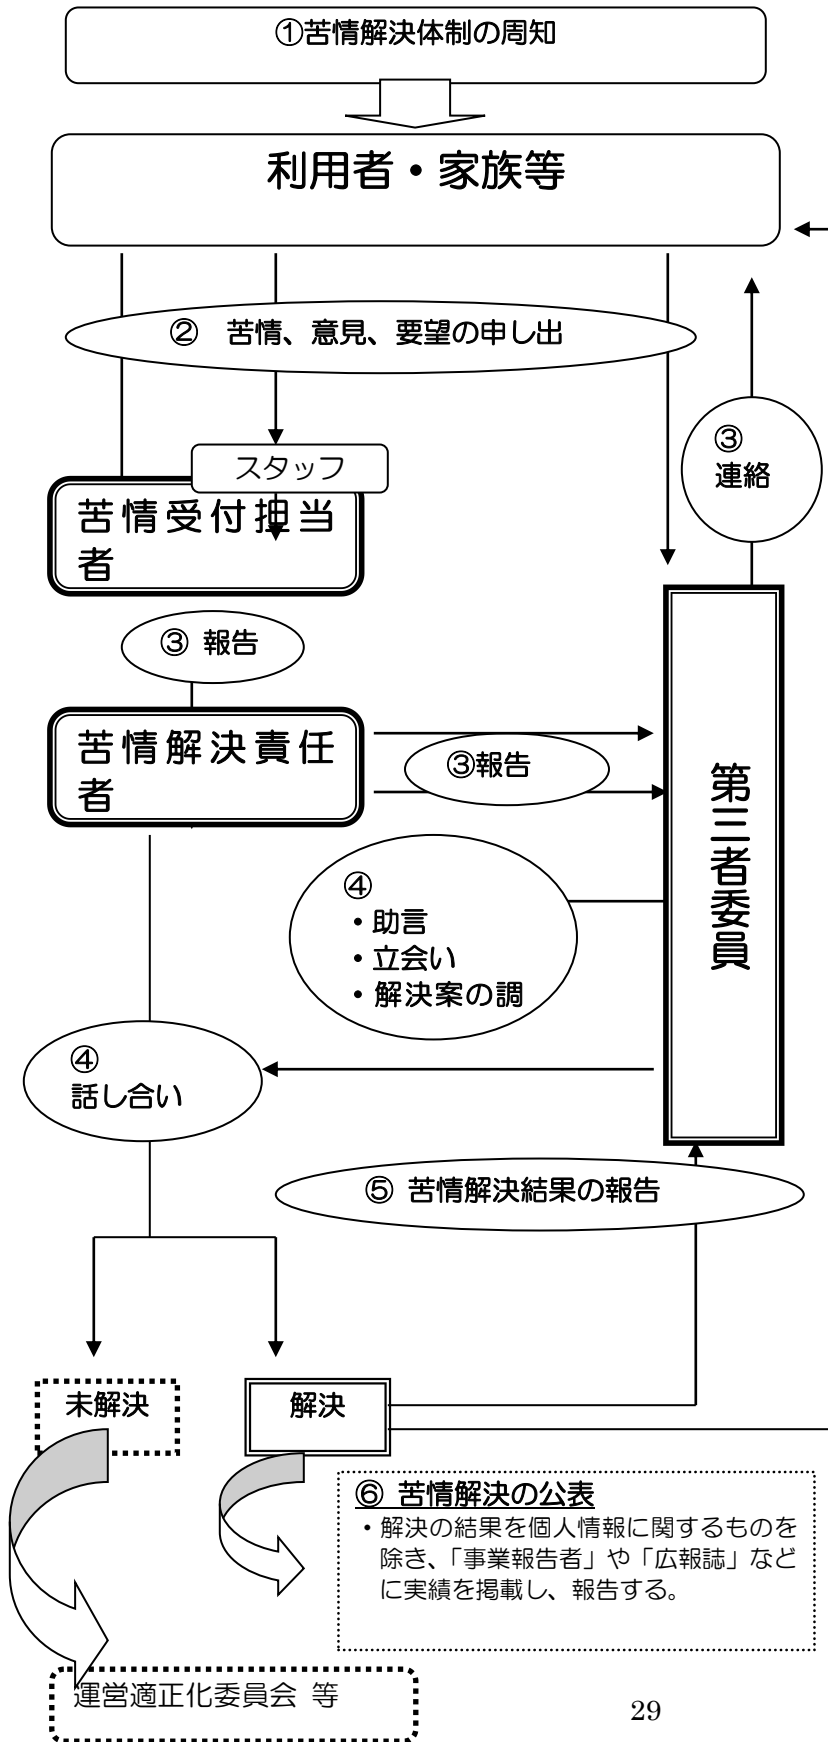 ①苦情解決体制の周知
利用者・家族等
② 苦情、意見、要望の申し出
③
連絡
スタッフ
苦情受付担当
者
③ 報告
苦情解決責任
者
③報告
第三者委員
④
・助言
・立会い
・解決案の調
④
話し合い
⑤ 苦情解決結果の報告
未解決
解決
⑥ 苦情解決の公表
・解決の結果を個人情報に関するものを
除き、「事業報告者」や「広報誌」など
に実績を掲載し、報告する。
運営適正化委員会 等
29